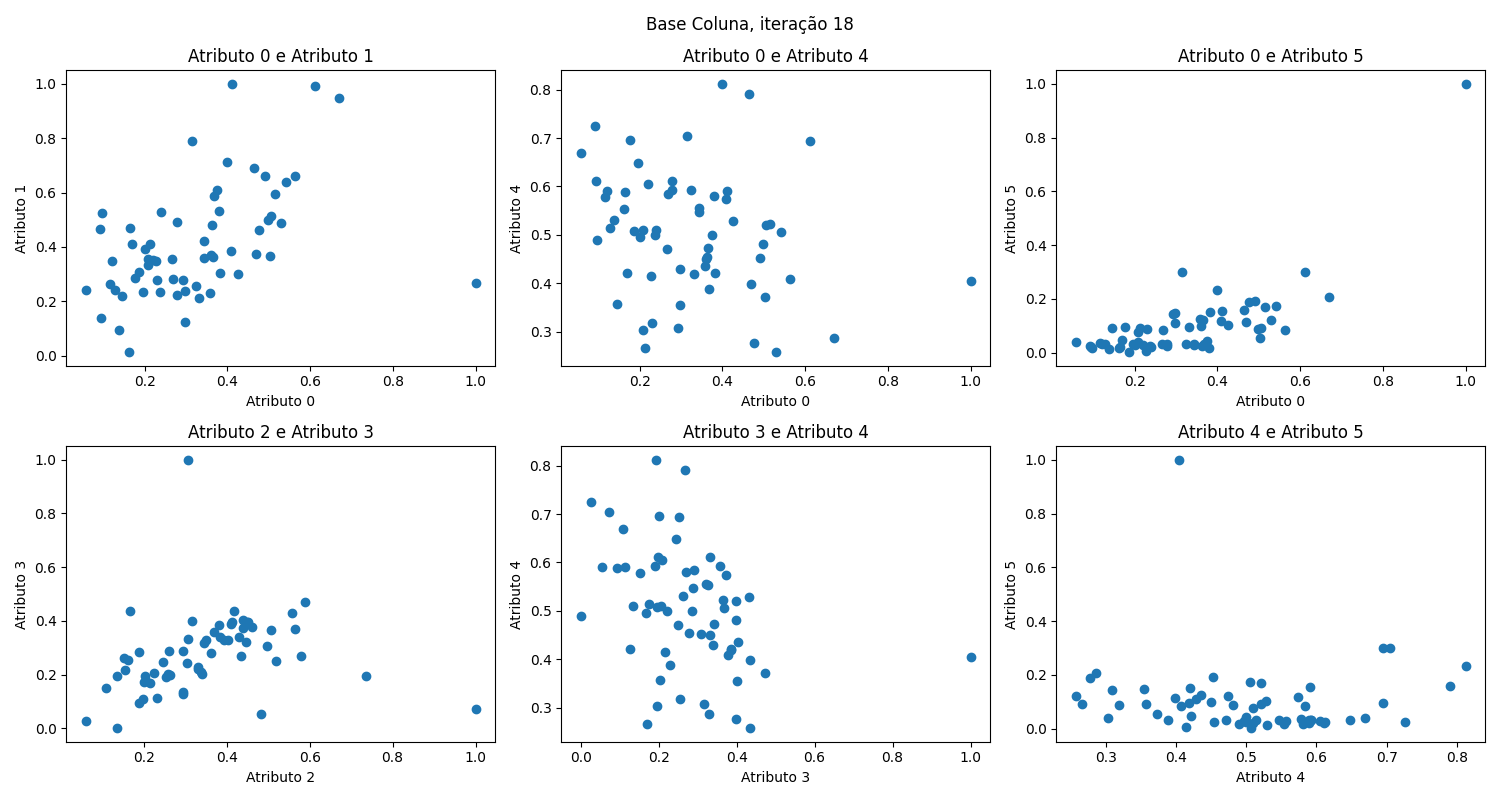 Base Coluna, iteração 18
Atributo 0 e Atributo 1
Atributo 1
1.0
0.8
0.6
0.4
0.2
0.0
0.2 0.4 0.6 0.8 1.0
Atributo 0
Atributo 0 e Atributo 4
Atributo 4
0.8
0.7
0.6
0.5
0.4
0.3
0.2 0.4 0.6 0.8 1.0
Atributo 0
Atributo 0 e Atributo 5
Atributo 5
1.0
0.8
0.6
0.4
0.2
0.0
0.2 0.4 0.6 0.8 1.0
Atributo 0
Atributo 2 e Atributo 3
Atributo 3
1.0
0.8
0.6
0.4
0.2
0.0
0.2 0.4 0.6 0.8 1.0
Atributo 2
Atributo 3 e Atributo 4
Atributo 4
0.8
0.7
0.6
0.5
0.4
0.3
0.0 0.2 0.4 0.6 0.8 1.0
Atributo 3
Atributo 4 e Atributo 5
Atributo 5
1.0
0.8
0.6
0.4
0.2
0.0
0.3 0.4 0.5 0.6 0.7 0.8
Atributo 4